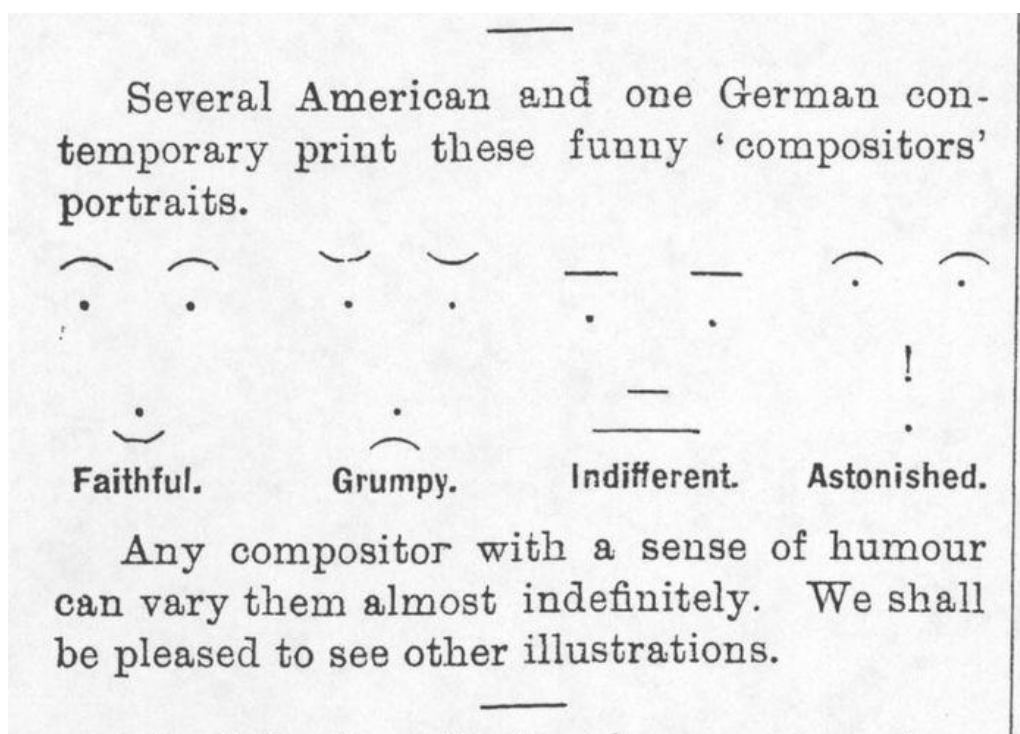 Several American and one German con-
temporary print these funny ‘compositors’
portraits.
Faithful. Grumpy. Indifferent. Astonished.
Any compositor with a sense of humour
can vary them almost indefinitely. We shall
be pleased to see other illustrations.